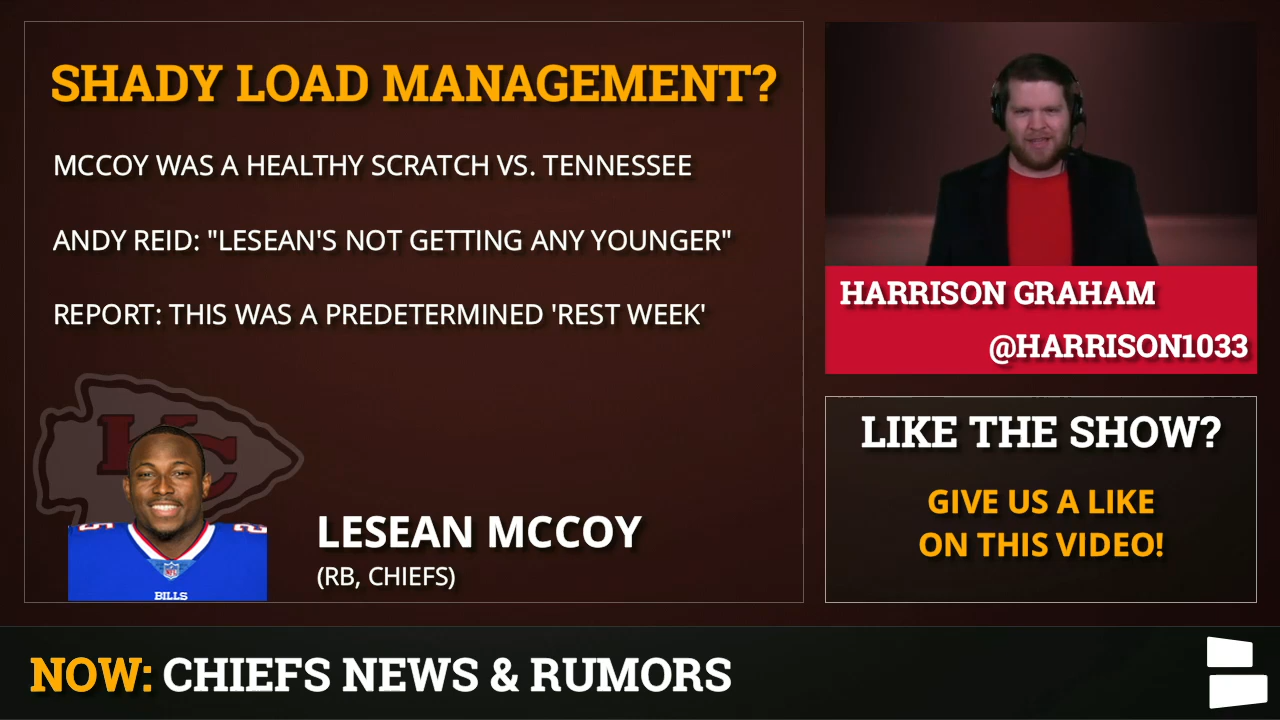 SHADY LOAD MANAGEMENT?
MCCOY WAS A HEALTHY SCRATCH VS. TENNESSEE
ANDY REID: "LESEAN'S NOT GETTING ANY YOUNGER"
REPORT: THIS WAS A PREDETERMINED 'REST WEEK'
KC
BILLS
LESEAN MCCOY
(RB, CHIEFS)
HARRISON GRAHAM
@HARRISON1033
LIKE THE SHOW?
GIVE US A LIKE
ON THIS VIDEO!
NOW: CHIEFS NEWS & RUMORS